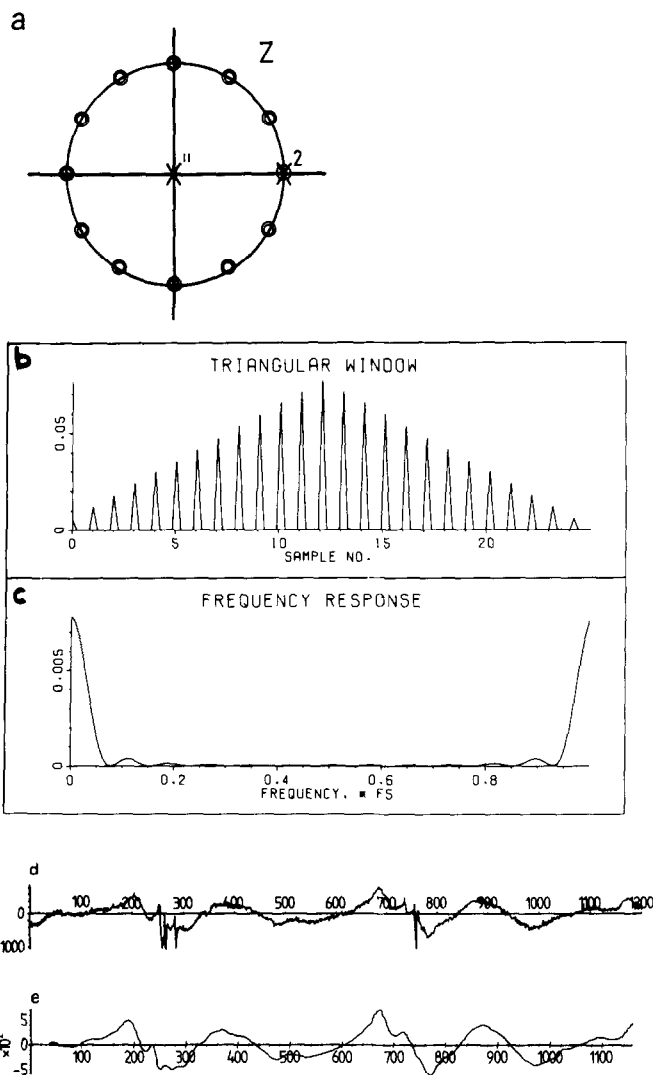 a
Z
11
2
b
TRIANGULAR WINDOW
0.05
0
0 5 10 15 20
SAMPLE NO.
c
FREQUENCY RESPONSE
0.005
0
0 0.2 0.4 0.6 0.8
FREQUENCY, * FS
d
0
1000
100 200 300 400 500 600 700 800 900 1000 1100 1200
e
5
0
-5
100 200 300 400 500 600 700 800 900 1000 1100